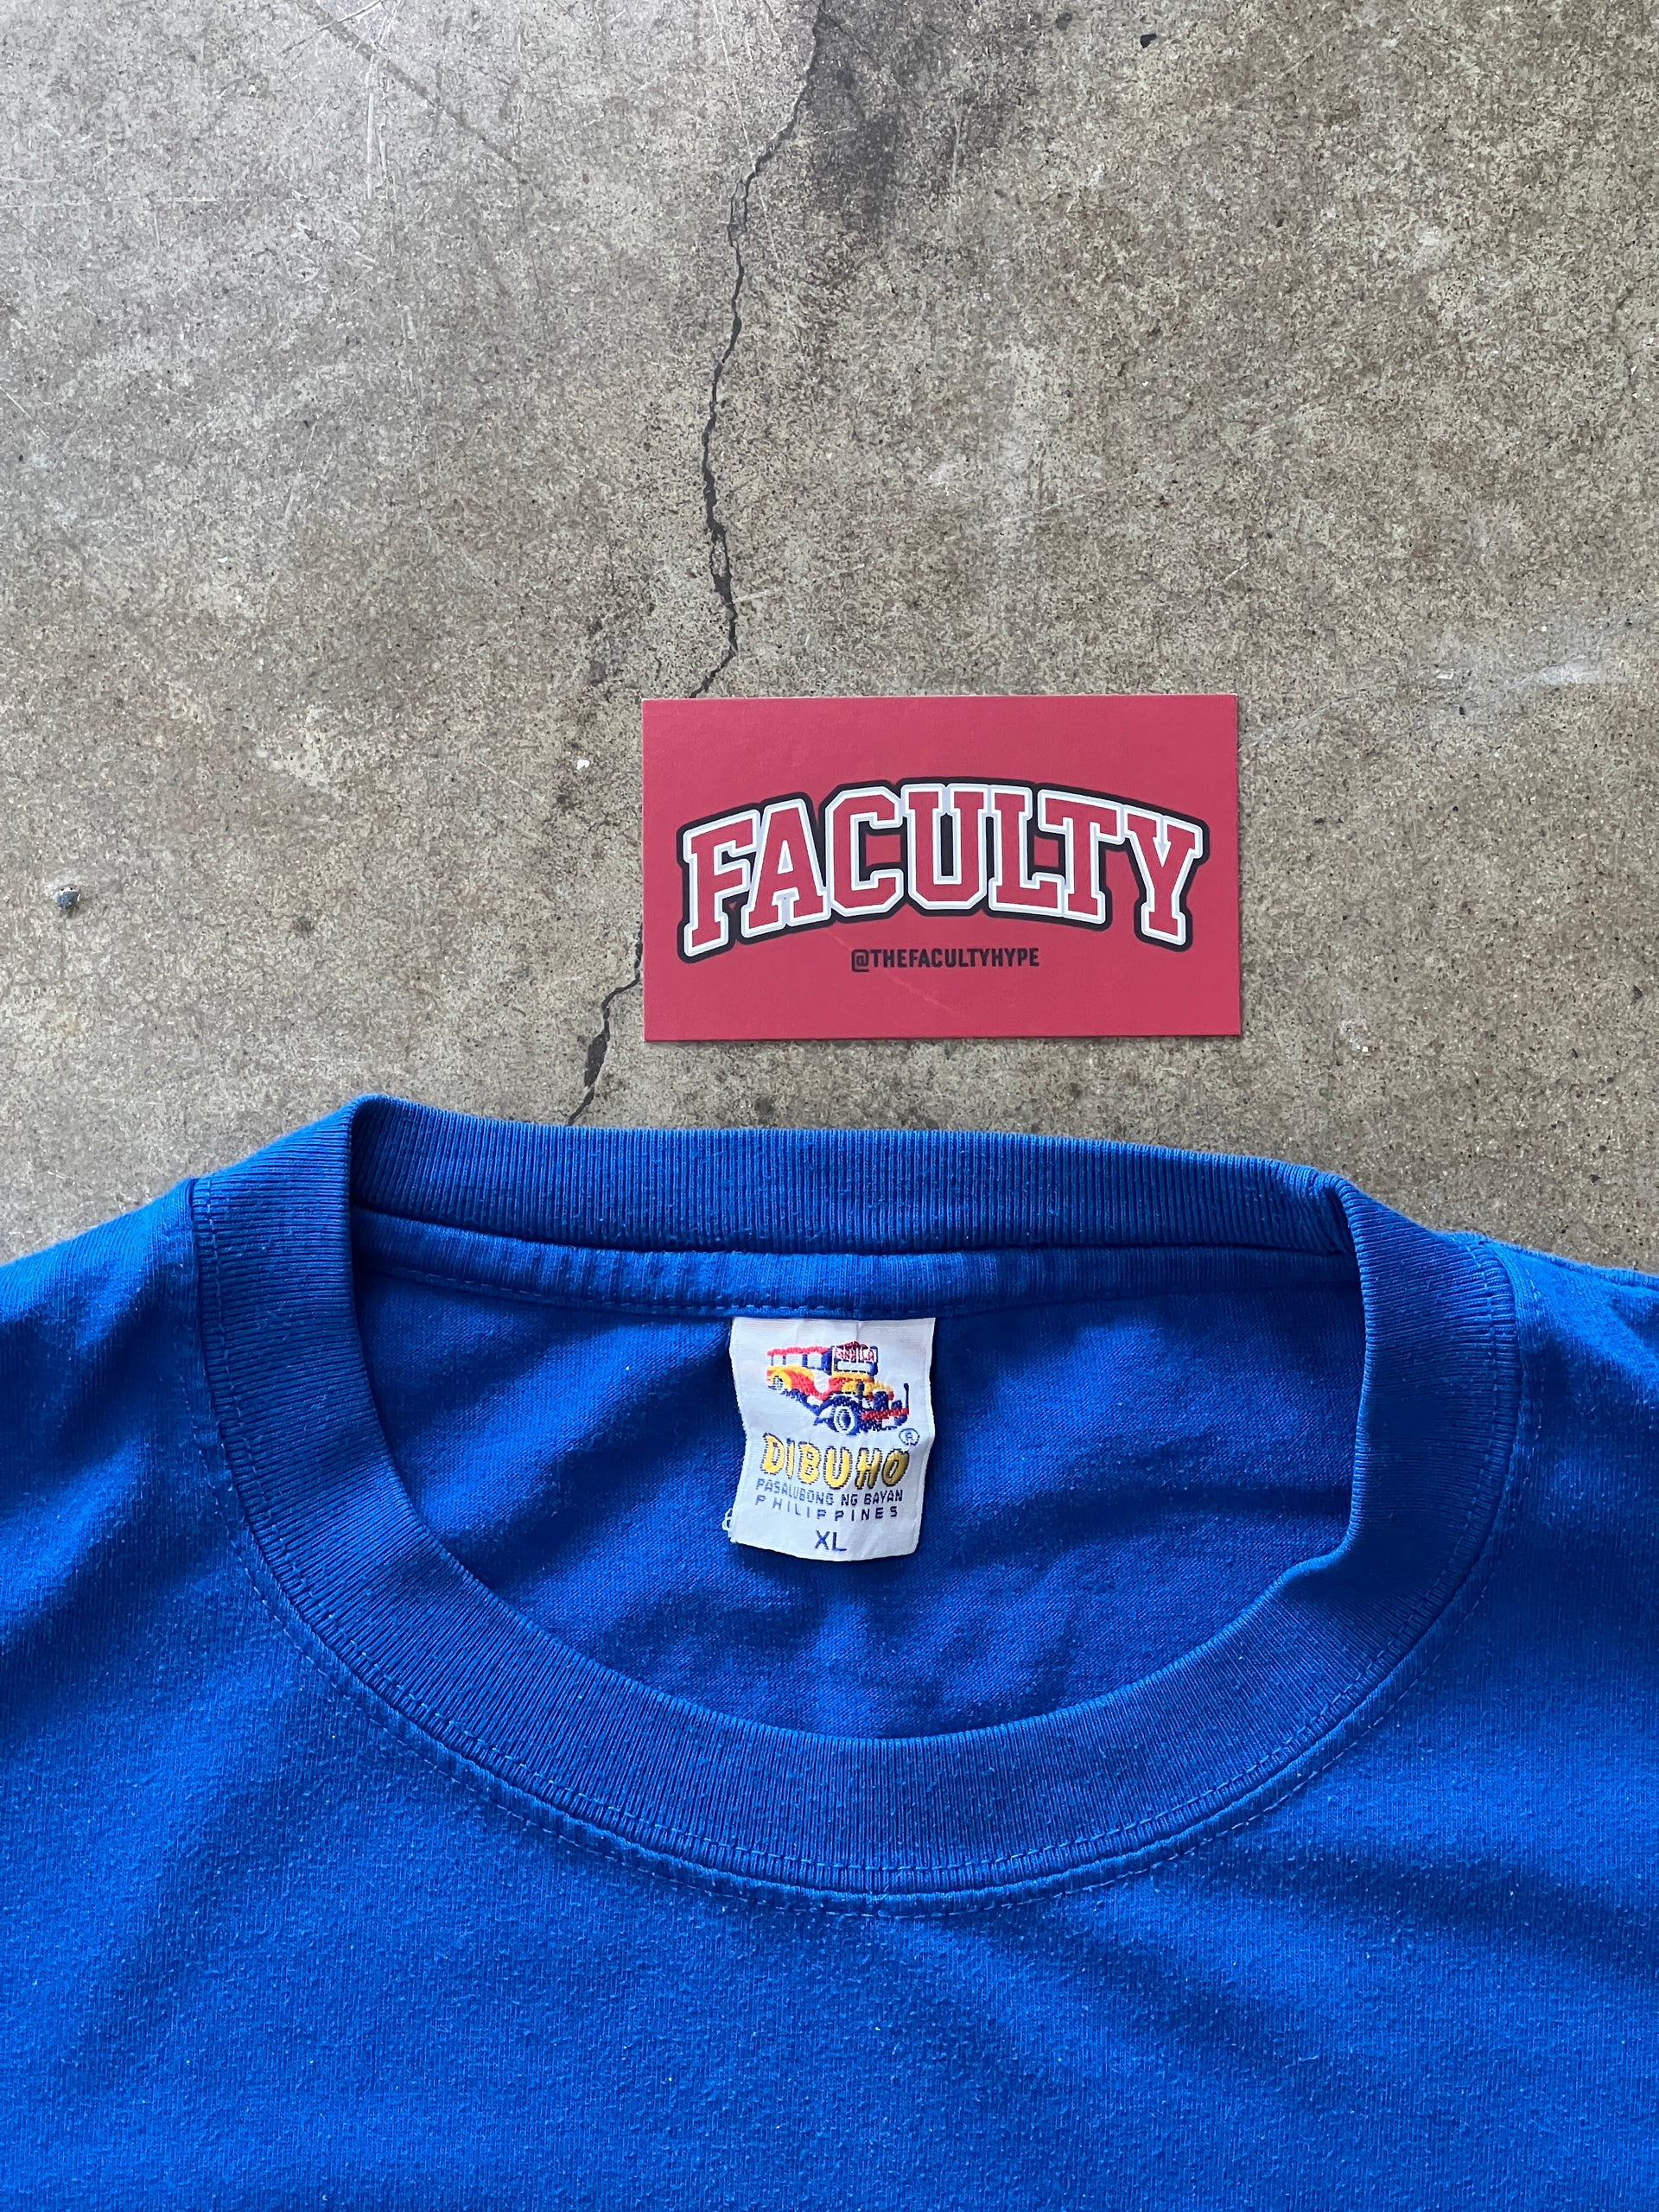 FACULTY
@THEFACULTYHYPE
DIBUHO®
PASALUBONG NG BAYAN
PHILIPPINES
XL